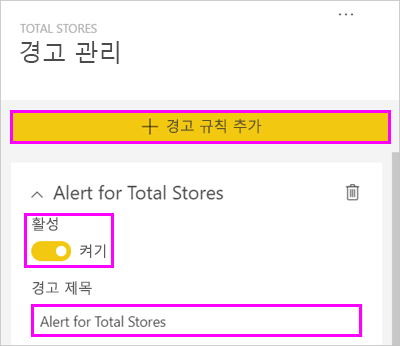 TOTAL STORES
경고 관리
+ 경고 규칙 추가
Alert for Total Stores
활성
켜기
경고 제목
Alert for Total Stores